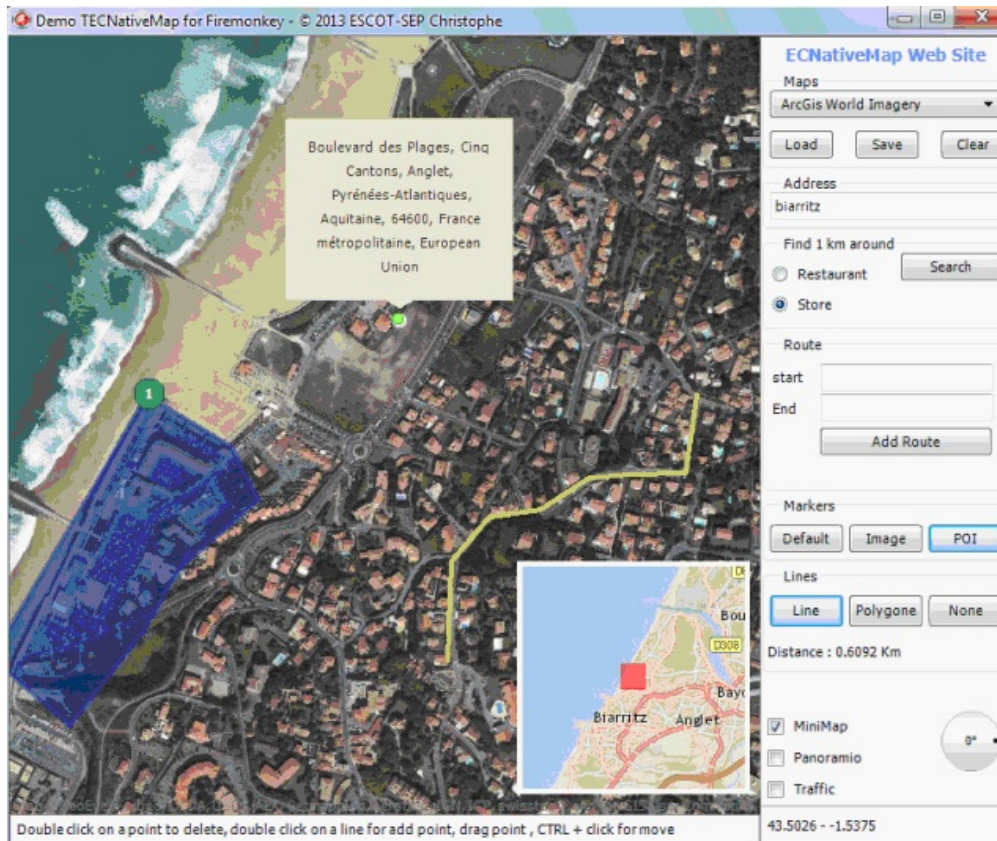 Demo TECNativeMap for Firemonkey - © 2013 ESCOT-SEP Christophe
Boulevard des Plages, Cinq
Cantons, Anglet,
Pyrénées-Atlantiques,
Aquitaine, 64600, France
métropolitaine, European
Union
1
D308
Biarritz
Anglet
ECNativeMap Web Site
Maps
ArcGis World Imagery
Load
Save
Clear
Address
biarritz
Find 1 km around
Restaurant
Search
Store
Route
start
End
Add Route
Markers
Default
Image
POI
Lines
Line
Polygone
None
Distance : 0.6092 Km
MiniMap
0°
Panoramio
Traffic
Double click on a point to delete, double click on a line for add point, drag point , CTRL + click for move
43.5026 - -1.5375